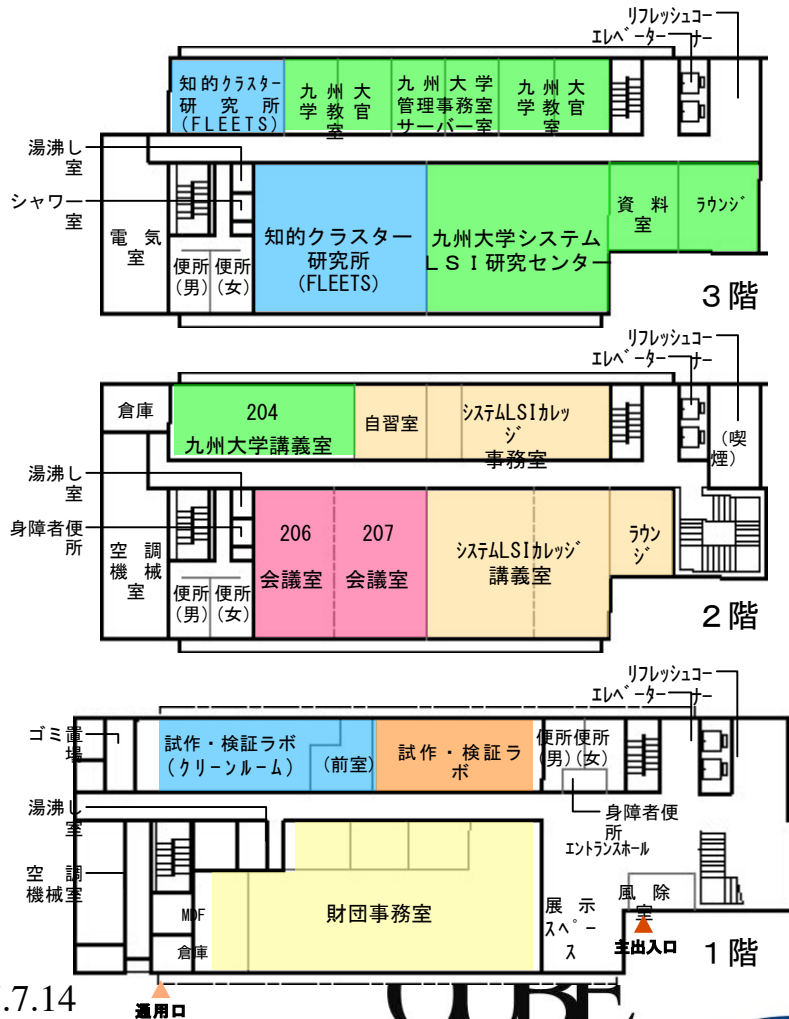 リフレッシュコー
ナー
エレベーター
知的クラスター
研究所
(FLEETS)
九州大
学教官
室
九州大学
管理事務室
サーバー室
九州大官
学教
室
湯沸し
室
シャワー
室
電気
室
便所
(男)
便所
(女)
知的クラスター
研究所
(FLEETS)
九州大学システム
LSI研究センター
資料
室
ラウンジ
3階
リフレッシュコー
ナー
エレベーター
倉庫
204
九州大学講義室
自習室
システムLSIカレッ
ジ
事務室
(喫
煙)
湯沸し
室
身障者便
所
空調
機械
室
便所
(男)
便所
(女)
206
会議室
207
会議室
システムLSIカレッジ
講義室
ラウン
ジ
2階
リフレッシュコー
ナー
エレベーター
ゴミ置
場
試作・検証ラボ
(クリーンルーム)
(前室)
試作・検証ラ
ボ
便所
(男)
便所
(女)
身障者便
所
湯沸し
室
エントランスホール
空調
機械室
MDF
倉庫
財団事務室
展示
スペー
ス
風除
室
主出入口
1階
通用口
.7.14